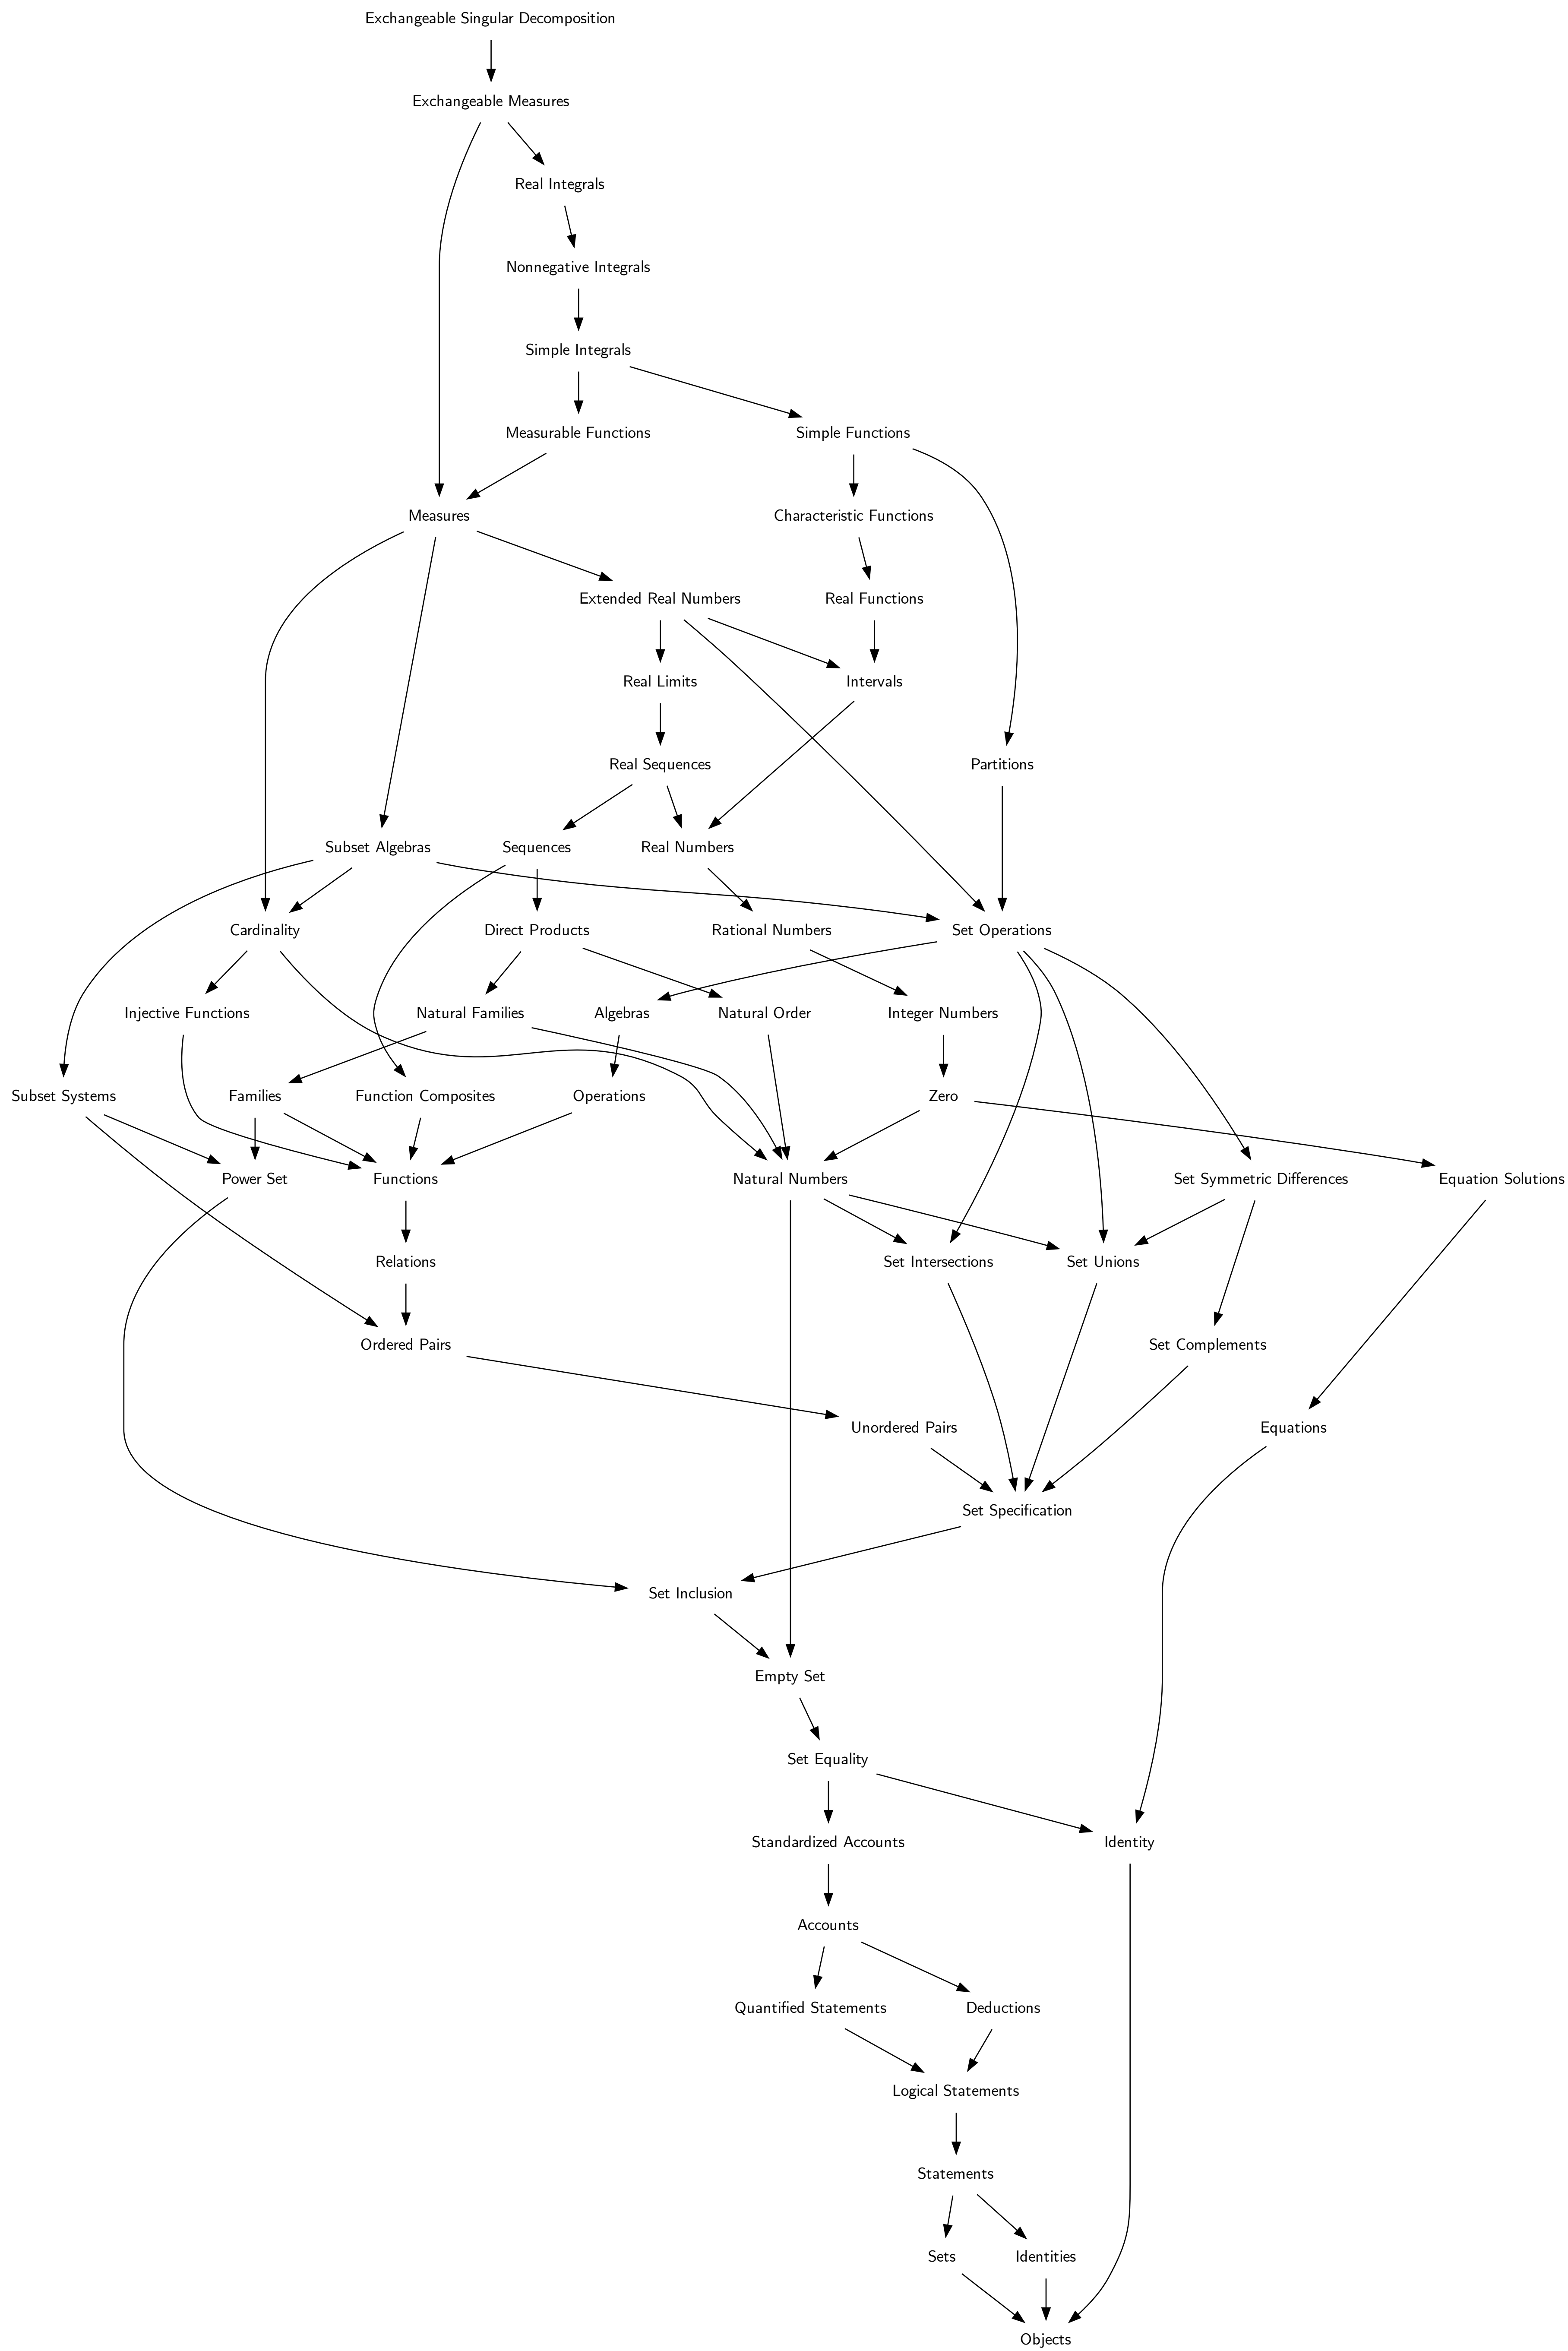 Exchangeable Singular Decomposition
Exchangeable Measures
Real Integrals
Nonnegative Integrals
Simple Integrals
Measurable Functions
Simple Functions
Measures
Characteristic Functions
Extended Real Numbers
Real Functions
Real Limits
Intervals
Real Sequences
Partitions
Subset Algebras
Sequences
Real Numbers
Cardinality
Direct Products
Rational Numbers
Set Operations
Injective Functions
Natural Families
Algebras
Natural Order
Integer Numbers
Subset Systems
Families
Function Composites
Operations
Zero
Power Set
Functions
Natural Numbers
Set Symmetric Differences
Equation Solutions
Relations
Set Intersections
Set Unions
Ordered Pairs
Set Complements
Unordered Pairs
Equations
Set Specification
Set Inclusion
Empty Set
Set Equality
Standardized Accounts
Identity
Accounts
Quantified Statements
Deductions
Logical Statements
Statements
Sets
Identities
Objects